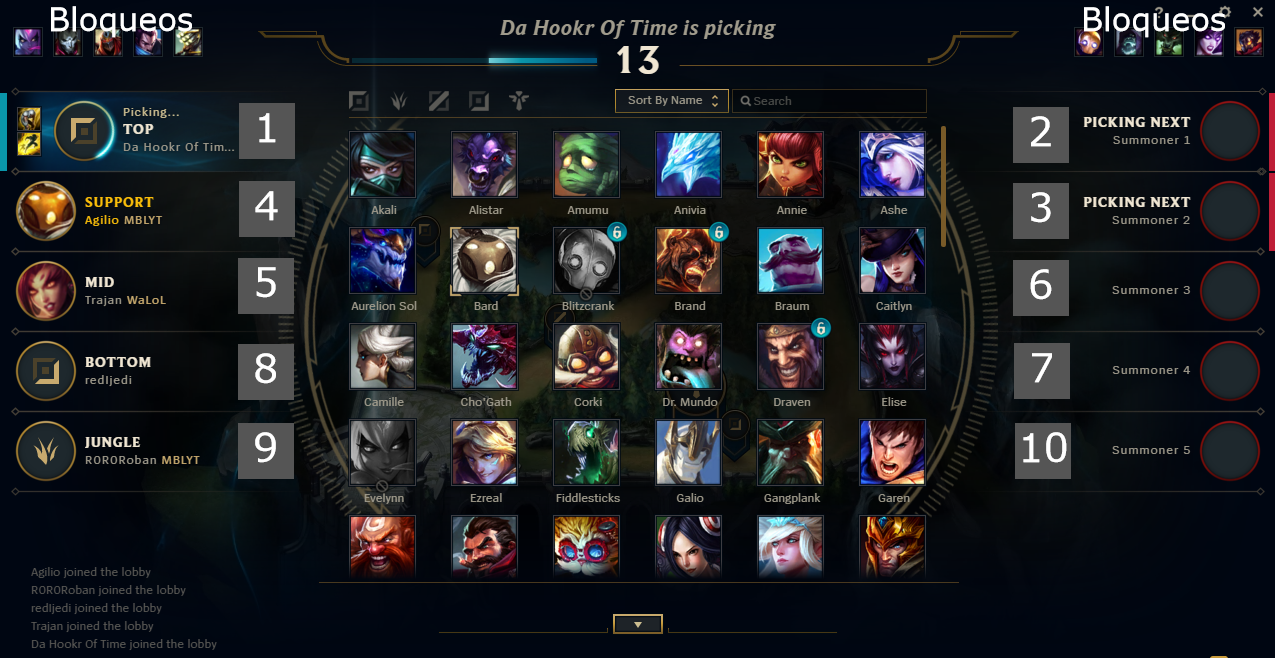 Bloqueos
Da Hookr Of Time is picking
Bloqueos
?
13
Sort By Name
Search
Picking...
TOP
Da Hookr Of Tim...
1
SUPPORT
Agilio MBLYT
4
MID
Trajan WaLoL
5
BOTTOM
redIjedi
8
JUNGLE
R0R0Roban MBLYT
9
Akali
Alistar
Amumu
Anivia
Annie
Ashe
6
6
Aurelion Sol
Bard
Blitzcrank
Brand
Braum
Caitlyn
6
Camille
Cho'Gath
Corki
Dr. Mundo
Draven
Elise
Evelynn
Ezreal
Fiddlesticks
Galio
Gangplank
Garen
2
PICKING NEXT
Summoner 1
3
PICKING NEXT
Summoner 2
6
Summoner 3
7
Summoner 4
10
Summoner 5
Agilio joined the lobby
R0R0Roban joined the lobby
redIjedi joined the lobby
Trajan joined the lobby
Da Hookr Of Time joined the lobby